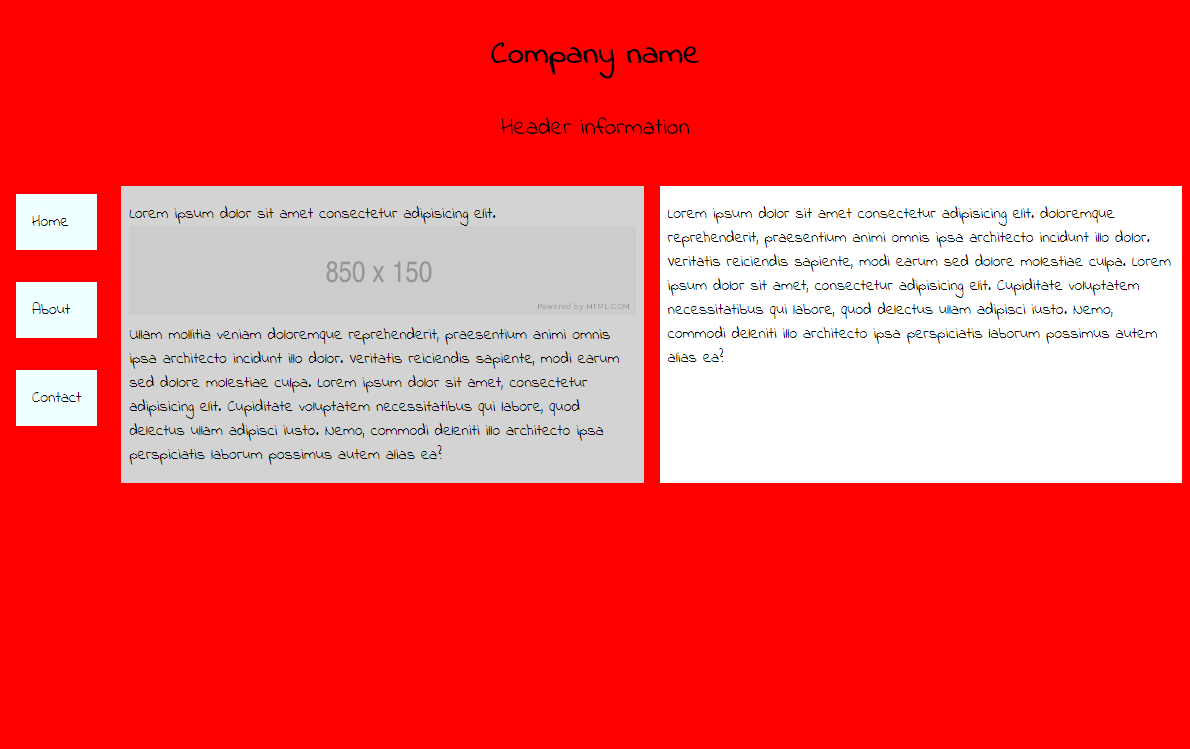 Company name
Header information
Home
About
Contact
Lorem ipsum dolor sit amet consectetur adipisicing elit.
850 x 150
Powered by HTML.COM
Ullam mollitia veniam doloremque reprehenderit, praesentium animi omnis
ipsa architecto incidunt illo dolor. Veritatis reiciendis sapiente, modi earum
sed dolore molestiae culpa. Lorem ipsum dolor sit amet, consectetur
adipisicing elit. Cupiditate voluptatem necessitatibus qui labore, quod
delectus ullam adipisci iusto. Nemo, commodi deleniti illo architecto ipsa
perspiciatis laborum possimus autem alias ea?
Lorem ipsum dolor sit amet consectetur adipisicing elit. doloremque
reprehenderit, praesentium animi omnis ipsa architecto incidunt illo dolor.
Veritatis reiciendis sapiente, modi earum sed dolore molestiae culpa. Lorem
ipsum dolor sit amet, consectetur adipisicing elit. Cupiditate voluptatem
necessitatibus qui labore, quod delectus ullam adipisci iusto. Nemo,
commodi deleniti illo architecto ipsa perspiciatis laborum possimus autem
alias ea?